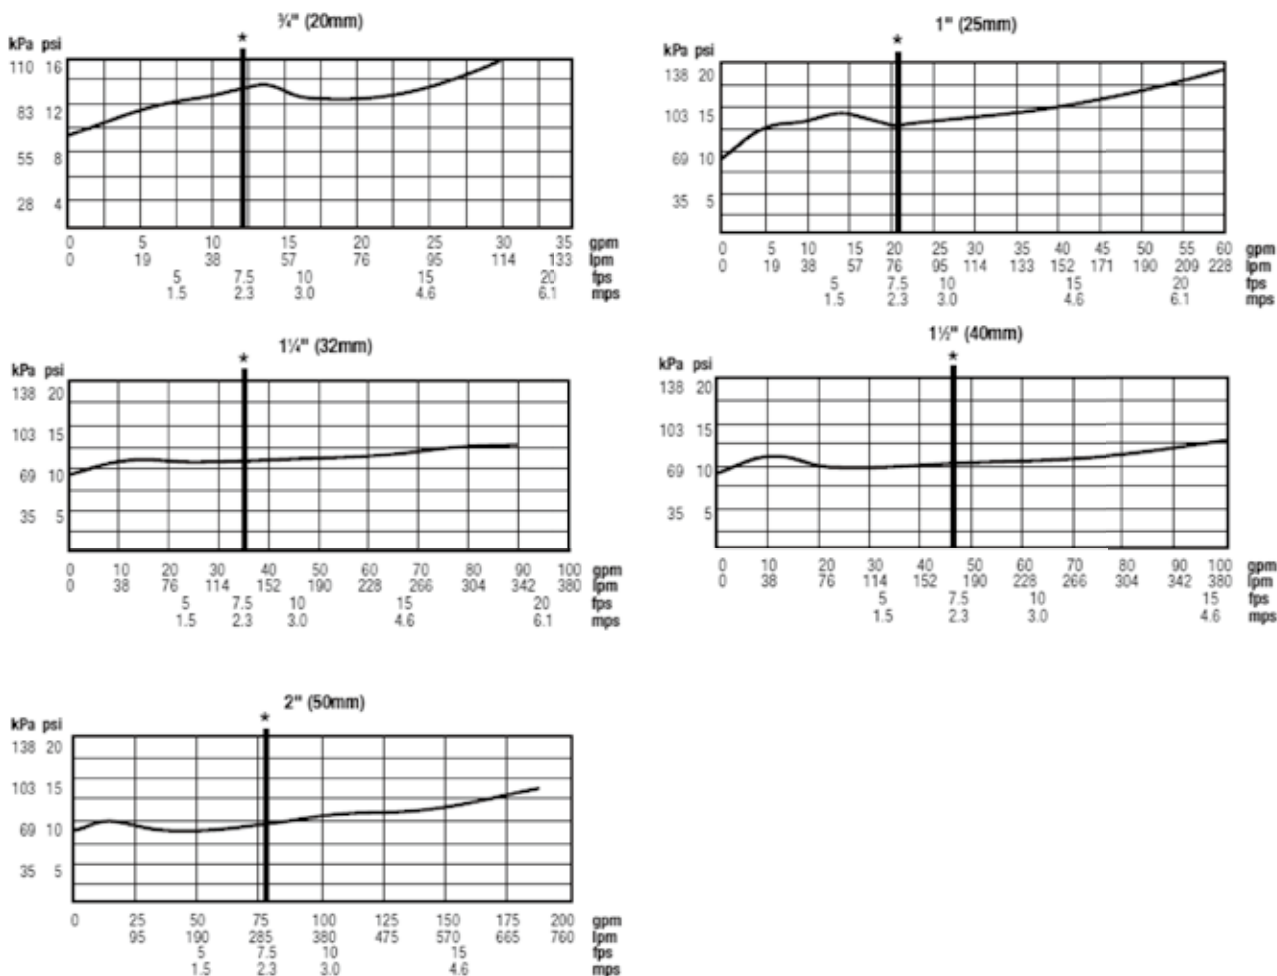 ¾" (20mm)
*
kPa psi
110 16
83 12
55 8
28 4
0 5 10 15 20 25 30 35 gpm
0 19 38 57 76 95 114 133 lpm
5 7.5 10 15 20 fps
1.5 2.3 3.0 4.6 6.1 mps
1" (25mm)
*
kPa psi
138 20
103 15
69 10
35 5
0 5 10 15 20 25 30 35 40 45 50 55 60 gpm
0 19 38 57 76 95 114 133 152 171 190 209 228 lpm
5 7.5 10 15 20 fps
1.5 2.3 3.0 4.6 6.1 mps
1¼" (32mm)
*
kPa psi
138 20
103 15
69 10
35 5
0 10 20 30 40 50 60 70 80 90 100 gpm
0 38 76 114 152 190 228 266 304 342 380 lpm
5 7.5 10 15 20 fps
1.5 2.3 3.0 4.6 6.1 mps
1½" (40mm)
*
kPa psi
138 20
103 15
69 10
35 5
0 10 20 30 40 50 60 70 80 90 100 gpm
0 38 76 114 152 190 228 266 304 342 380 lpm
5 7.5 10 15 fps
1.5 2.3 3.0 4.6 mps
2" (50mm)
*
kPa psi
138 20
103 15
69 10
35 5
0 25 50 75 100 125 150 175 200 gpm
95 190 285 380 475 570 665 760 lpm
5 7.5 10 15 fps
1.5 2.3 3.0 4.6 mps